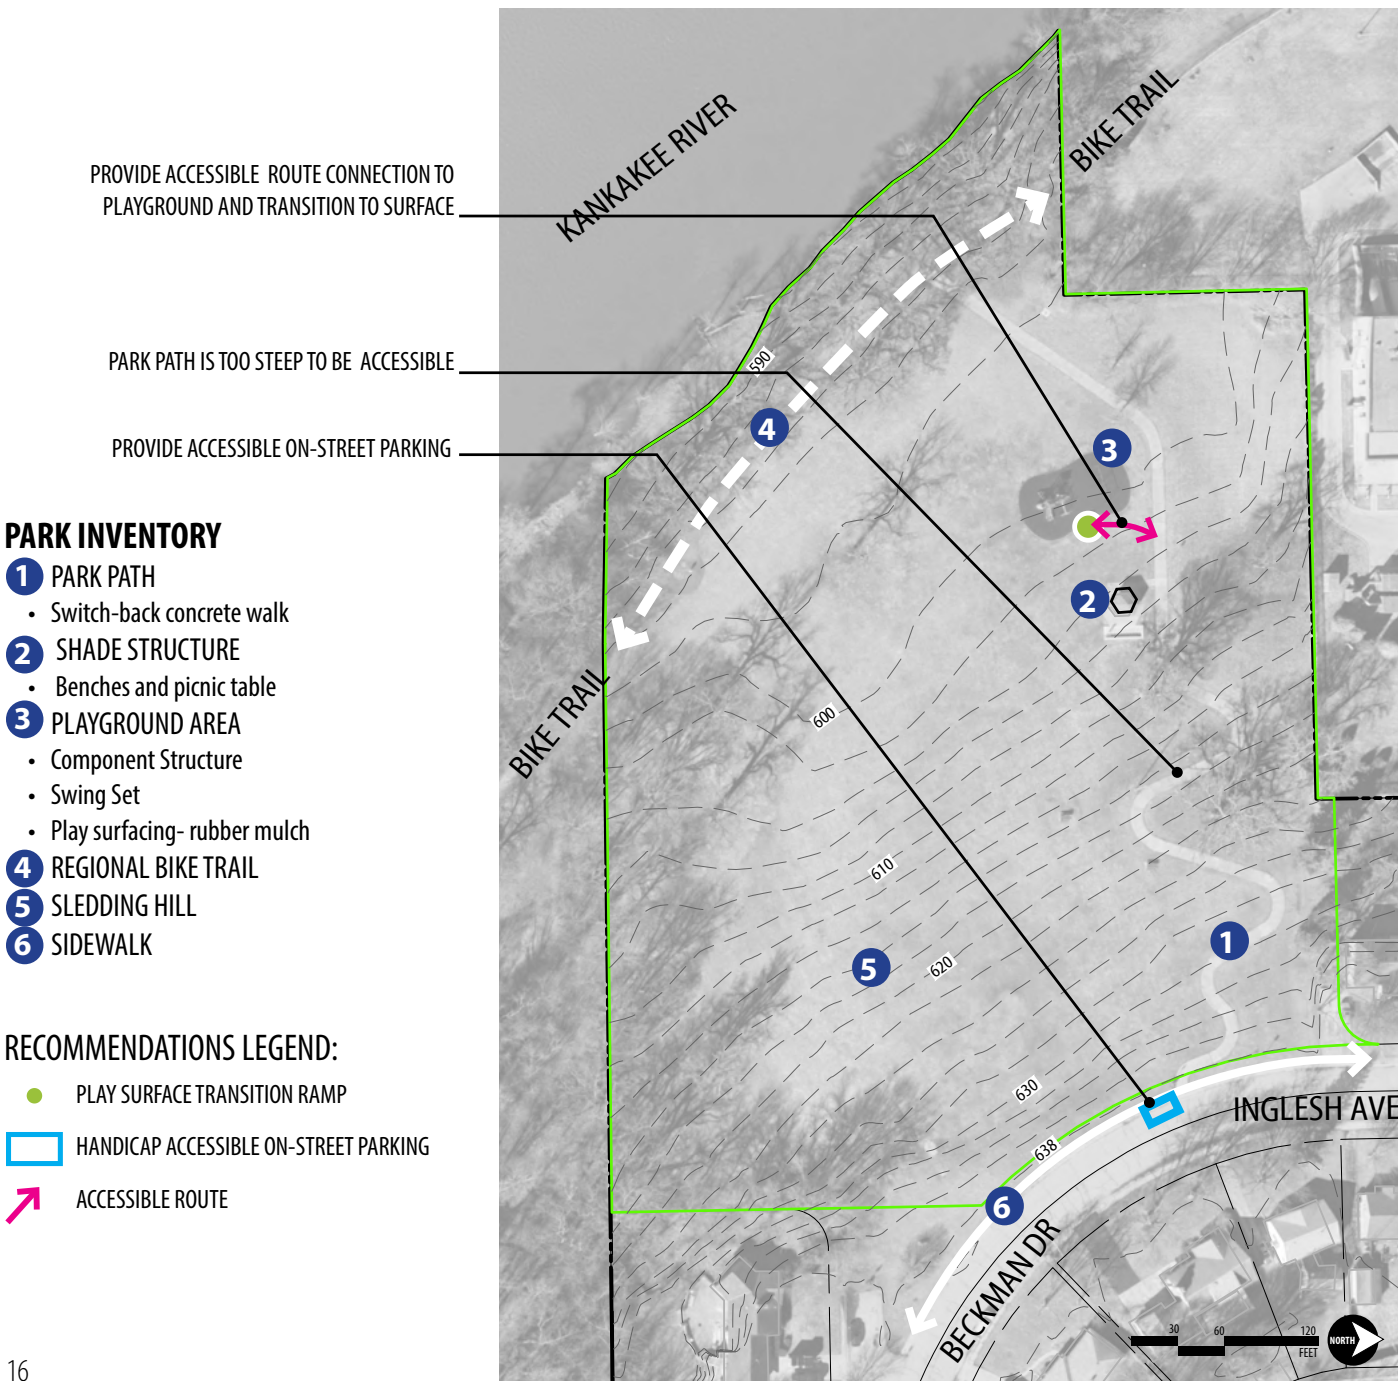 PROVIDE ACCESSIBLE ROUTE CONNECTION TO
PLAYGROUND AND TRANSITION TO SURFACE
PARK PATH IS TOO STEEP TO BE ACCESSIBLE
PROVIDE ACCESSIBLE ON-STREET PARKING
PARK INVENTORY
1 PARK PATH
• Switch-back concrete walk
2 SHADE STRUCTURE
• Benches and picnic table
3 PLAYGROUND AREA
• Component Structure
• Swing Set
• Play surfacing- rubber mulch
4 REGIONAL BIKE TRAIL
5 SLEDDING HILL
6 SIDEWALK
RECOMMENDATIONS LEGEND:
PLAY SURFACE TRANSITION RAMP
HANDICAP ACCESSIBLE ON-STREET PARKING
ACCESSIBLE ROUTE
16
KANKAKEE RIVER
BIKE TRAIL
590
4
3
2
BIKE TRAIL
600
610
5
620
1
630
638
6
INGLESH AVE
BECKMAN DR
30 60 120
FEET
NORTH